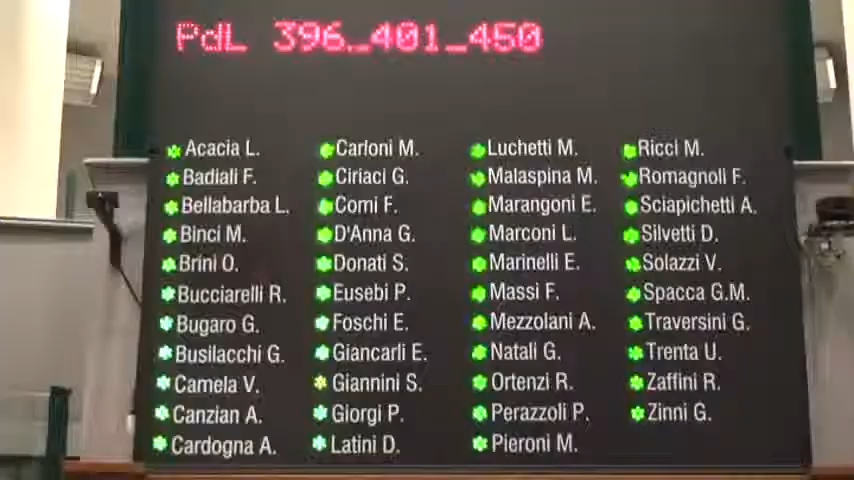 PdL 396_401_450
Acacia L.
Badiali F.
Bellabarba L.
Binci M.
Brini O.
Bucciarelli R.
Bugaro G.
Busilacchi G.
Camela V.
Canzian A.
Cardogna A.
Carloni M.
Ciriaci G.
Comi F.
D'Anna G.
Donati S.
Eusebi P.
Foschi E.
Giancarli E.
Giannini S.
Giorgi P.
Latini D.
Luchetti M.
Malaspina M.
Marangoni E.
Marconi L.
Marinelli E.
Massi F.
Mezzolani A.
Natali G.
Ortenzi R.
Perazzoli P.
Pieroni M.
Ricci M.
Romagnoli F.
Sciapichetti A.
Silvetti D.
Solazzi V.
Spacca G.M.
Traversini G.
Trenta U.
Zaffini R.
Zinni G.